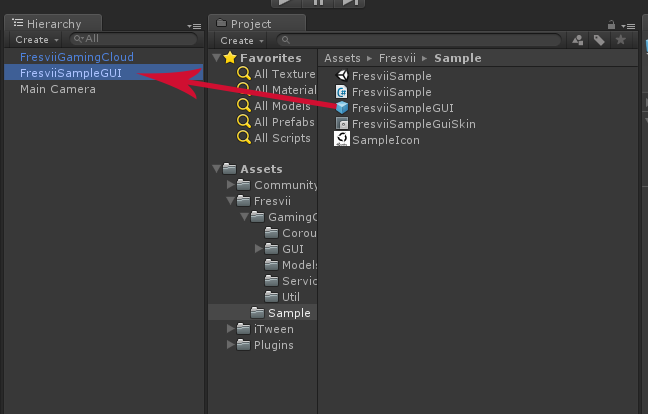 Hierarchy
Create
All
FresviiGamingCloud
FresviiSampleGUI
Main Camera
Project
Create
Favorites
All Texture
All Material
All Models
All Prefabs
All Scripts
Assets
Community
Fresvii
GamingC
Corou
GUI
Models
Servic
Util
Sample
iTween
Plugins
Assets ▸ Fresvii ▸ Sample
FresviiSample
FresviiSample
FresviiSampleGUI
FresviiSampleGuiSkin
SampleIcon